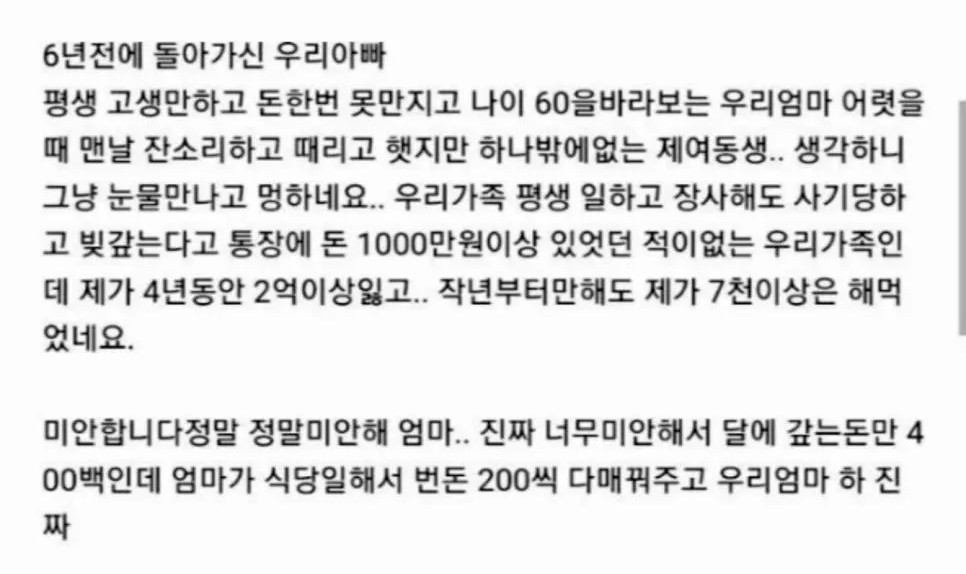 6년전에 돌아가신 우리아빠
평생 고생만하고 돈한번 못만지고 나이 60을바라보는 우리엄마 어렷을
때 맨날 잔소리하고 때리고 햇지만 하나밖에없는 제여동생.. 생각하니
그냥 눈물만나고 멍하네요.. 우리가족 평생 일하고 장사해도 사기당하
고 빚갚는다고 통장에 돈 1000만원이상 있엇던 적이없는 우리가족인
데 제가 4년동안 2억이상잃고.. 작년부터만해도 제가 7천이상은 해먹
었네요.
미안합니다정말 정말미안해 엄마.. 진짜 너무미안해서 달에 갚는돈만 4
00백인데 엄마가 식당일해서 번돈 200씩 다매꿔주고 우리엄마 하 진
짜